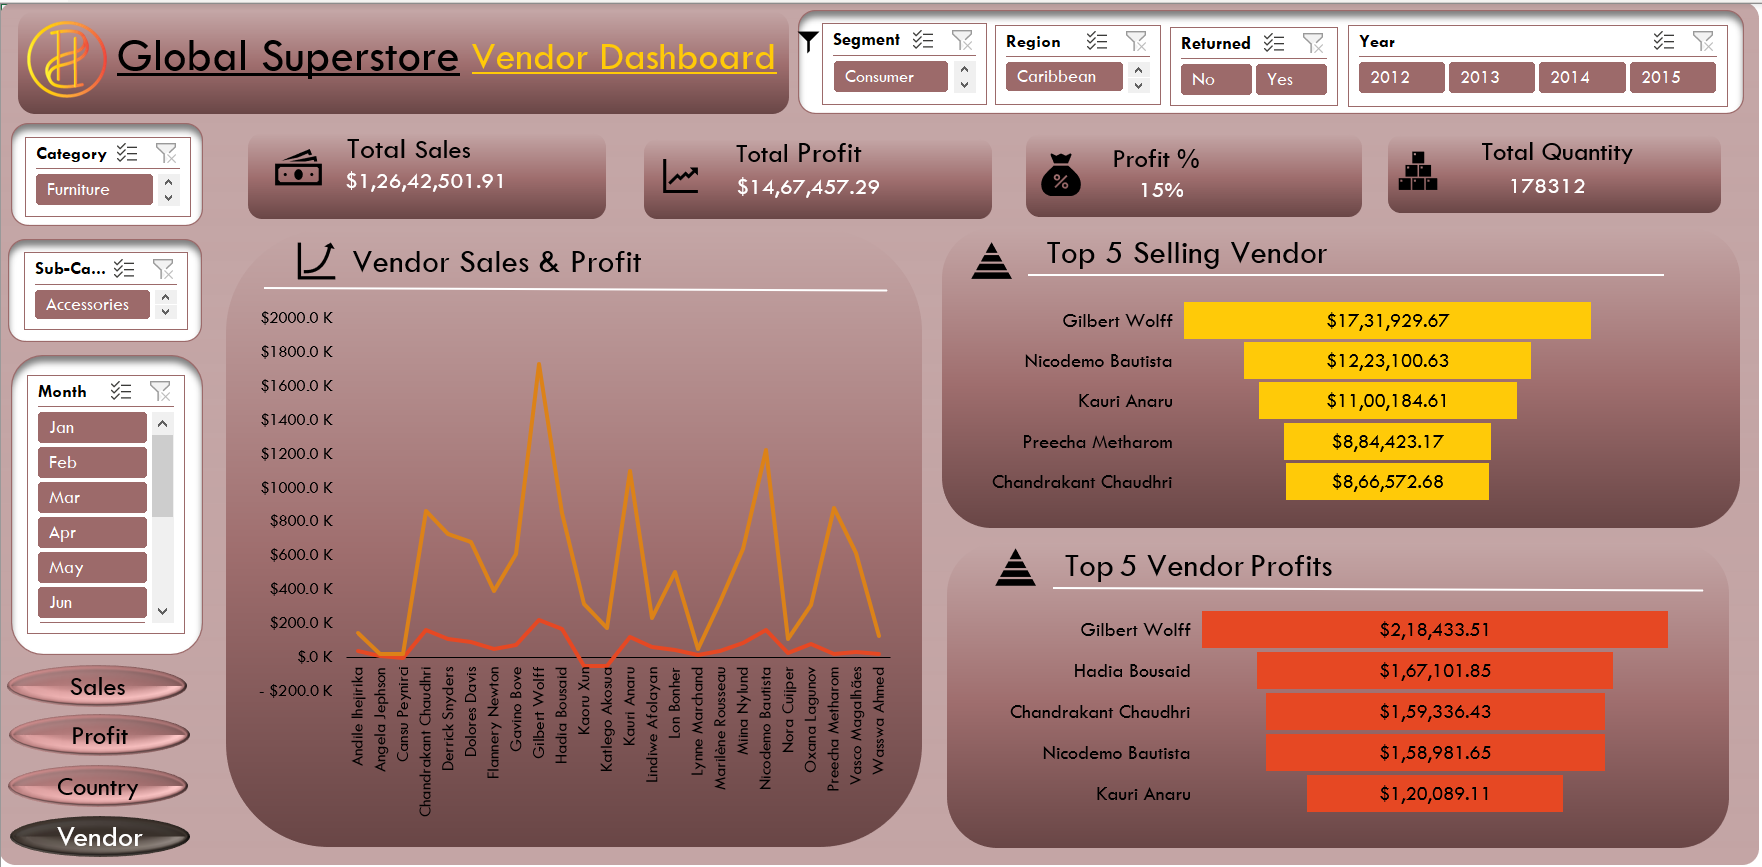 Global Superstore Vendor Dashboard
Segment
Consumer
Region
Caribbean
Returned
No
Yes
Year
2012
2013
2014
2015
Category
Furniture
Sub-Ca...
Accessories
Month
Jan
Feb
Mar
Apr
May
Jun
Sales
Profit
Country
Vendor
Total Sales
$1,26,42,501.91
Total Profit
$14,67,457.29
Profit %
15%
%
Total Quantity
178312
Vendor Sales & Profit
$2000.0 K
$1800.0 K
$1600.0 K
$1400.0 K
$1200.0 K
$1000.0 K
$800.0 K
$600.0 K
$400.0 K
$200.0 K
$.0 K
- $200.0 K
Andile Ihejirika
Angela Jephson
Cansu Peynirci
Chandrakant Chaudhri
Derrick Snyders
Dolores Davis
Flannery Newton
Gavino Bove
Gilbert Wolff
Hadia Bousaid
Kaoru Xun
Katlego Akosua
Kauri Anaru
Lindiwe Afolayan
Lon Bonher
Lynne Marchand
Marilène Rousseau
Miina Nylund
Nicodemo Bautista
Nora Cuijper
Oxana Lagunov
Preecha Metharom
Vasco Magalhães
Wasswa Ahmed
Top 5 Selling Vendor
Gilbert Wolff $17,31,929.67
Nicodemo Bautista $12,23,100.63
Kauri Anaru $11,00,184.61
Preecha Metharom $8,84,423.17
Chandrakant Chaudhri $8,66,572.68
Top 5 Vendor Profits
Gilbert Wolff $2,18,433.51
Hadia Bousaid $1,67,101.85
Chandrakant Chaudhri $1,59,336.43
Nicodemo Bautista $1,58,981.65
Kauri Anaru $1,20,089.11